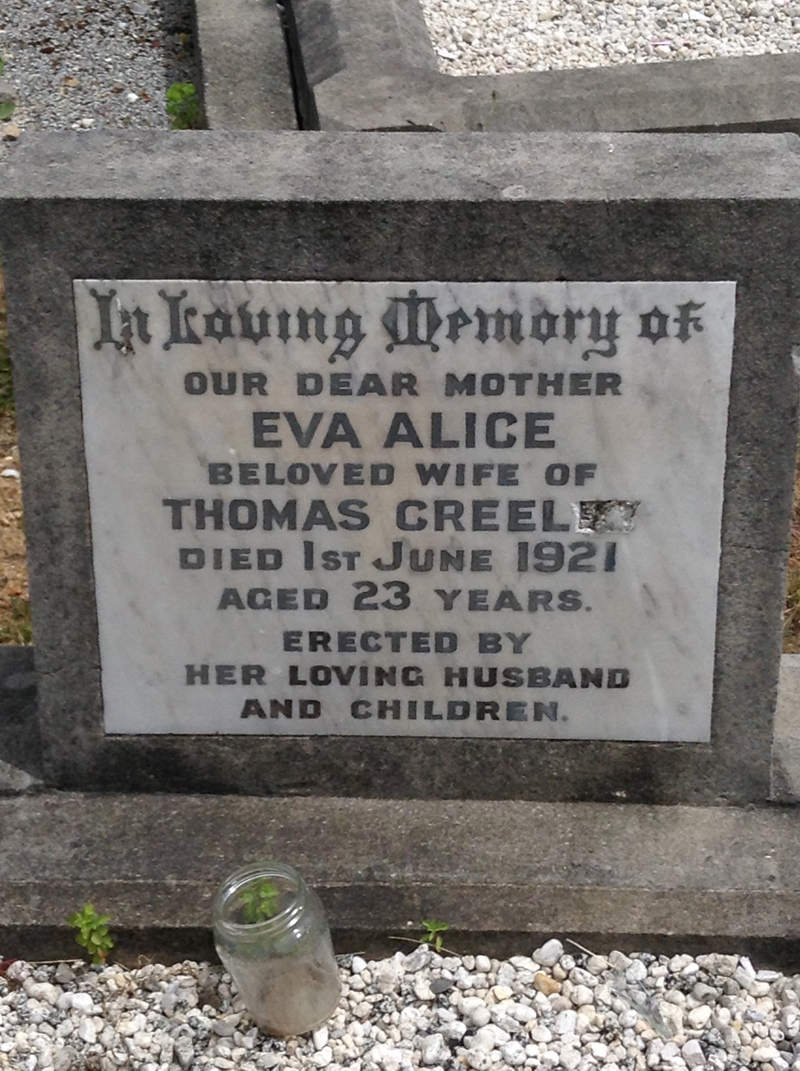 In Loving Memory of
OUR DEAR MOTHER
EVA ALICE
BELOVED WIFE OF
THOMAS
DIED 1ST JUNE 1921
AGED 23 YEARS.
ERECTED BY
HER LOVING HUSBAND
AND CHILDREN.